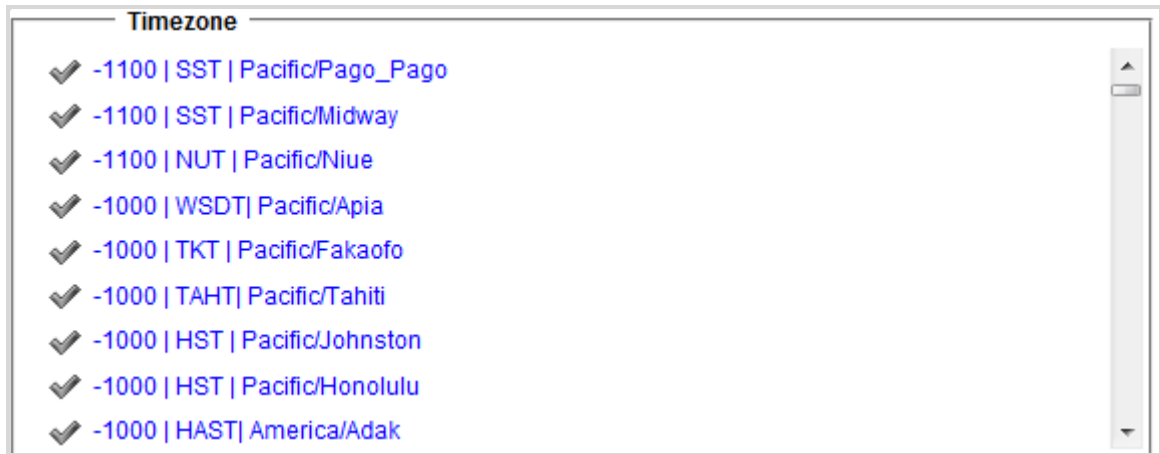 Timezone
-1100 | SST | Pacific/Pago_Pago
-1100 | SST | Pacific/Midway
-1100 | NUT | Pacific/Niue
-1000 | WSDT| Pacific/Apia
-1000 | TKT | Pacific/Fakaofo
-1000 | TAHT| Pacific/Tahiti
-1000 | HST | Pacific/Johnston
-1000 | HST | Pacific/Honolulu
-1000 | HAST| America/Adak